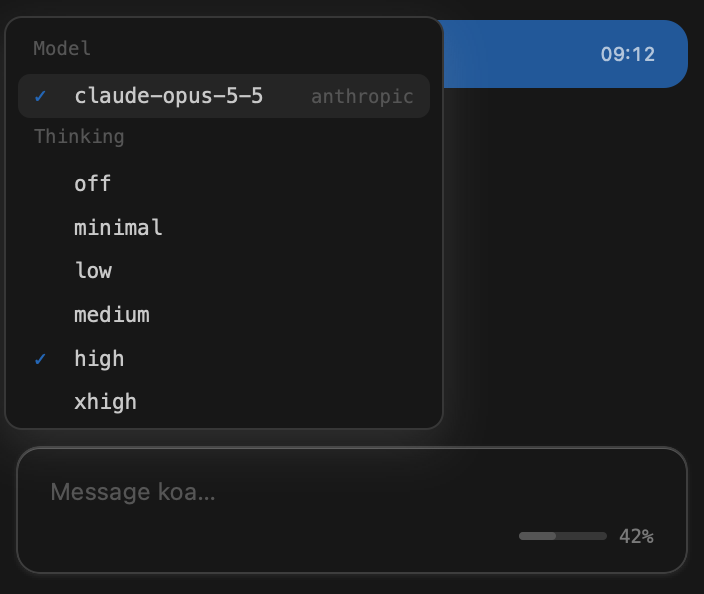 Model
09:12
✓ claude-opus-5-5 anthropic
Thinking
off
minimal
low
medium
✓ high
xhigh
Message koa...
42%